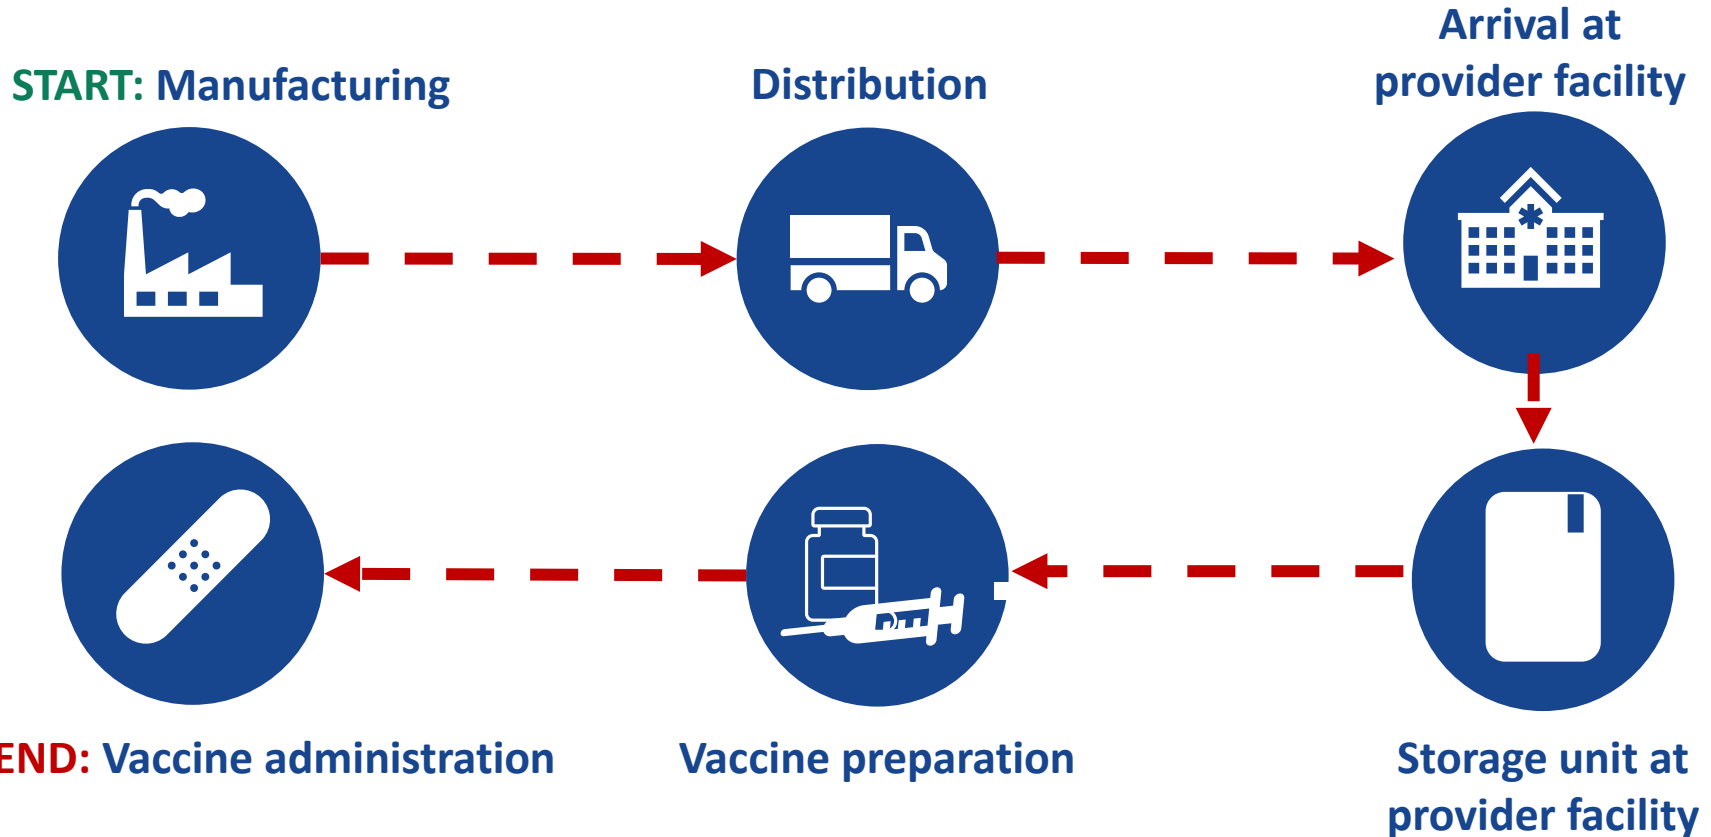 START: Manufacturing
Distribution
Arrival at
provider facility
END: Vaccine administration
Vaccine preparation
Storage unit at
provider facility